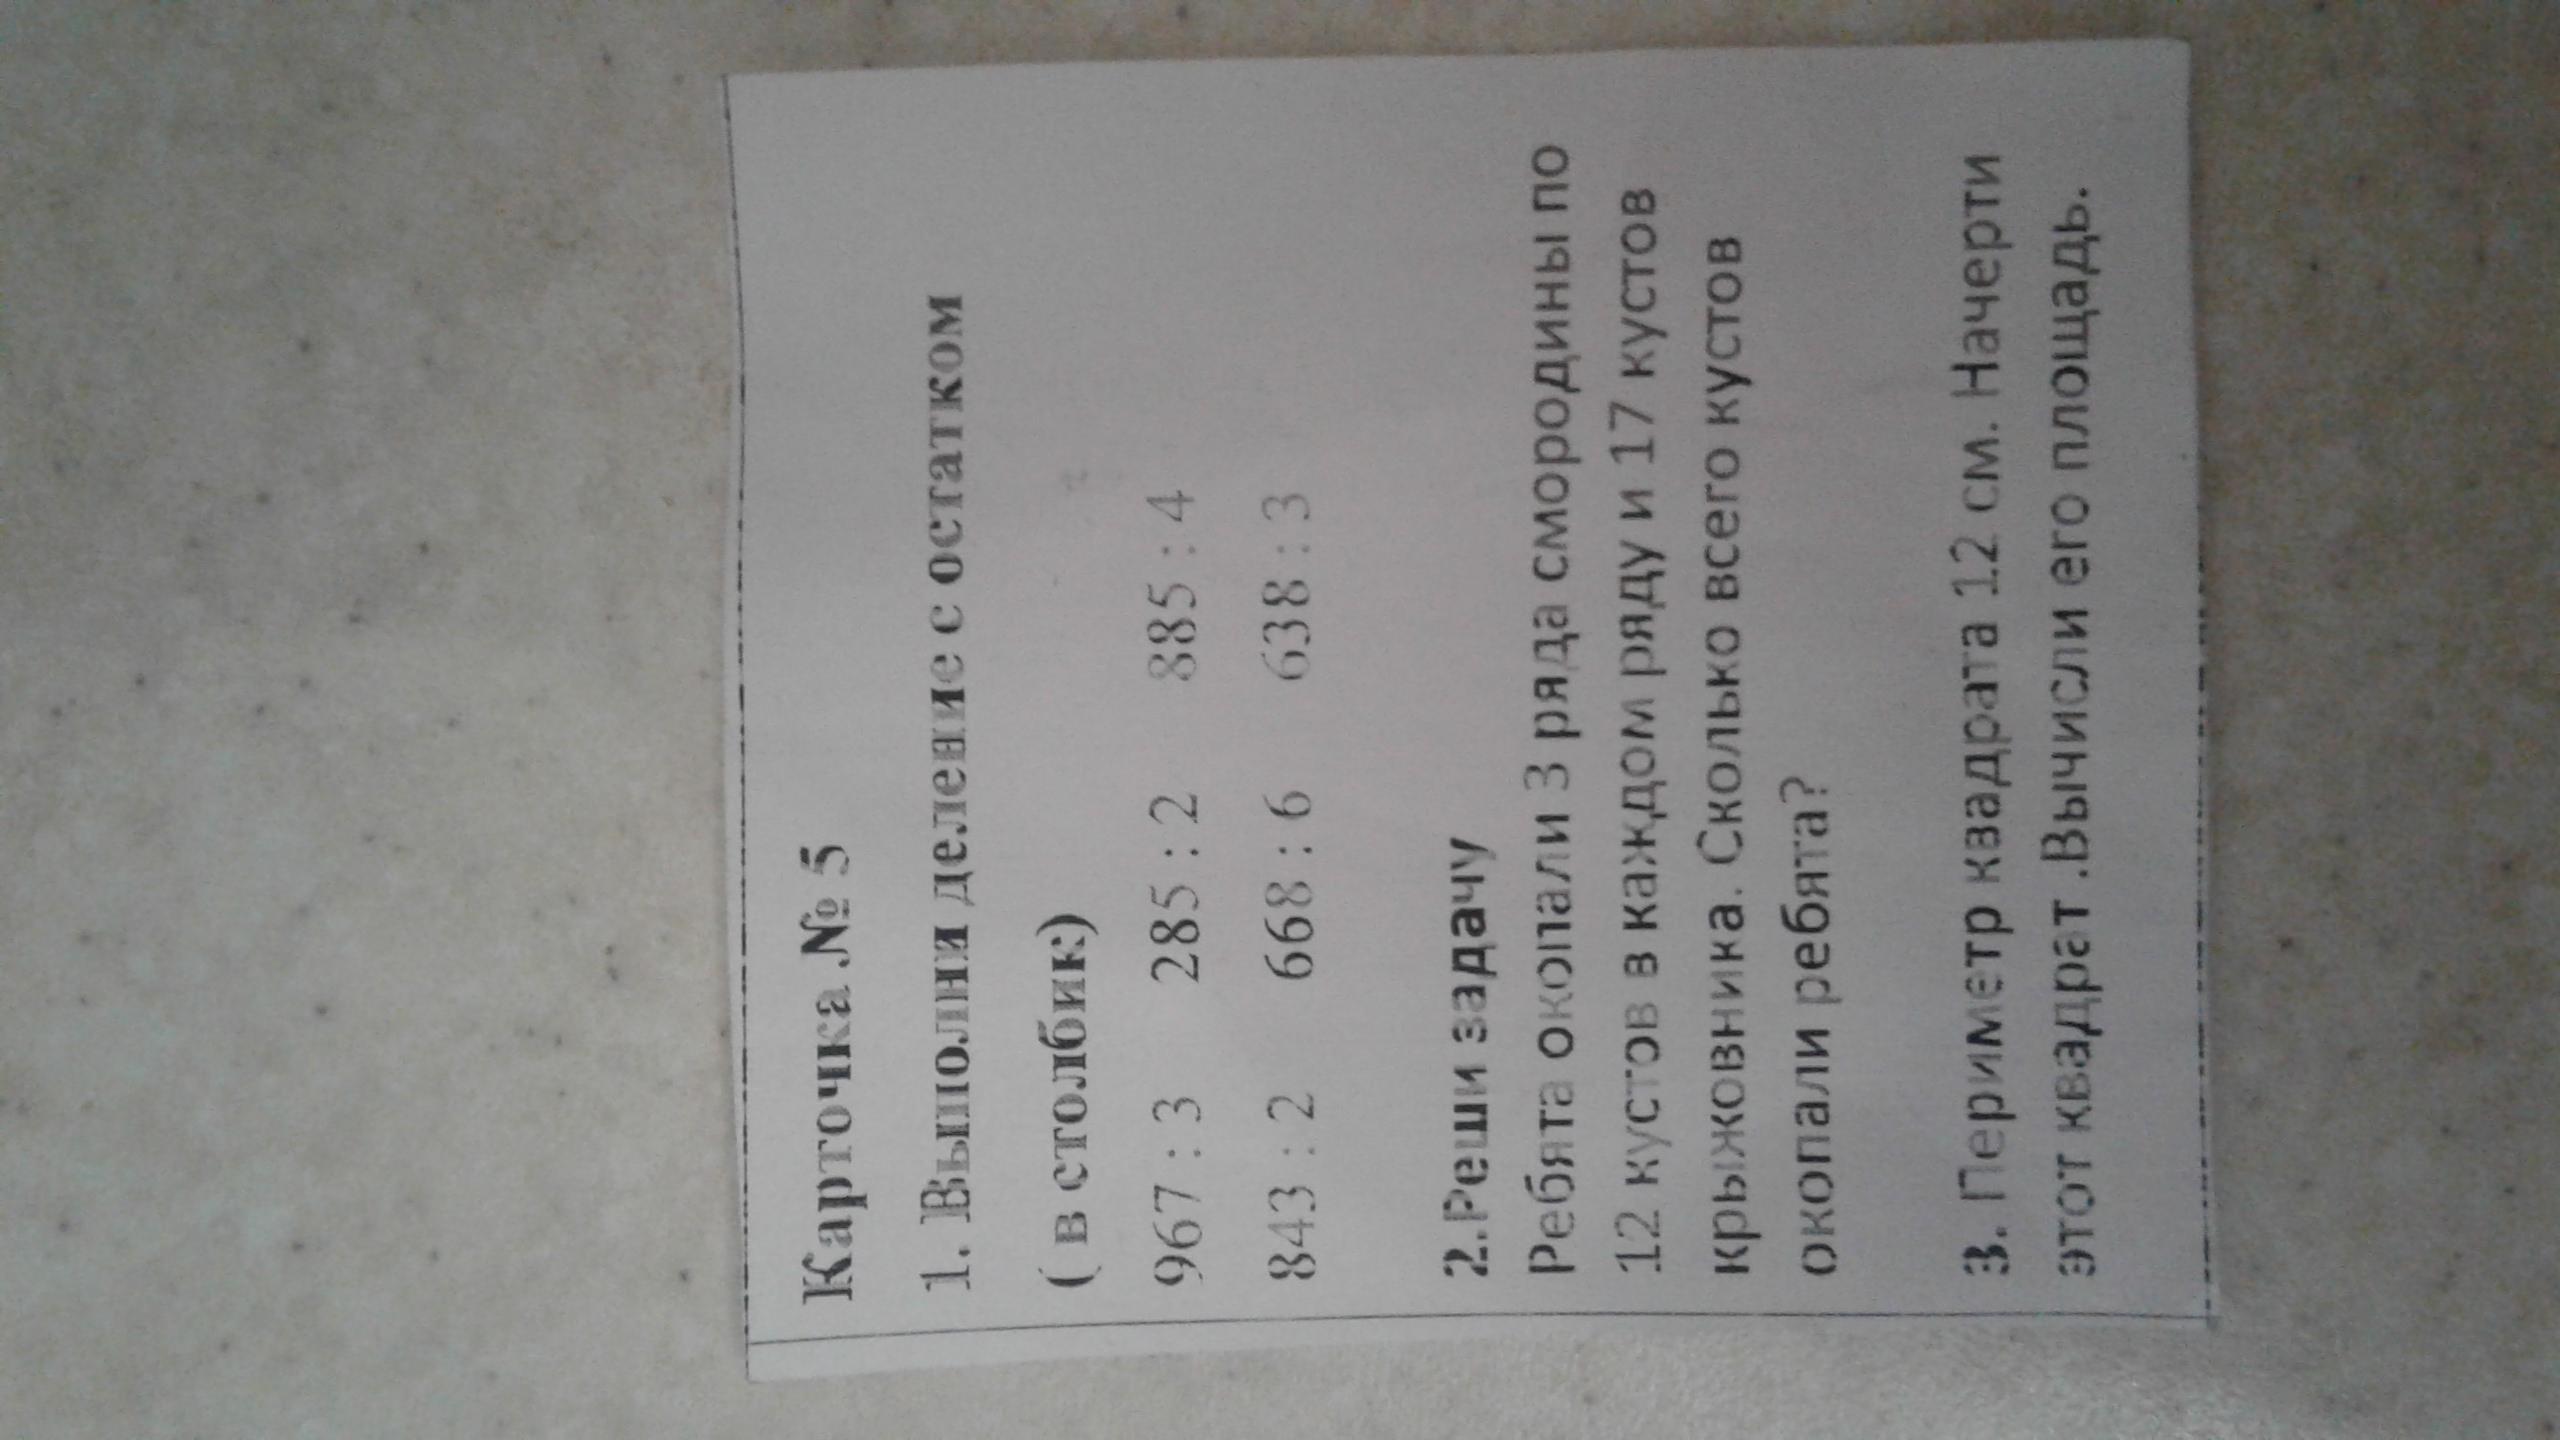 Карточка № 5
1. Выполни деление с остатком
( в столбик)
967 : 3 285 : 2 885 : 4
843 : 2 668 : 6 638 : 3
2.Реши задачу
Ребята окопали 3 ряда смородины по
12 кустов в каждом ряду и 17 кустов
крыжовника. Сколько всего кустов
окопали ребята?
3. Периметр квадрата 12 см. Начерти
этот квадрат .Вычисли его площадь.